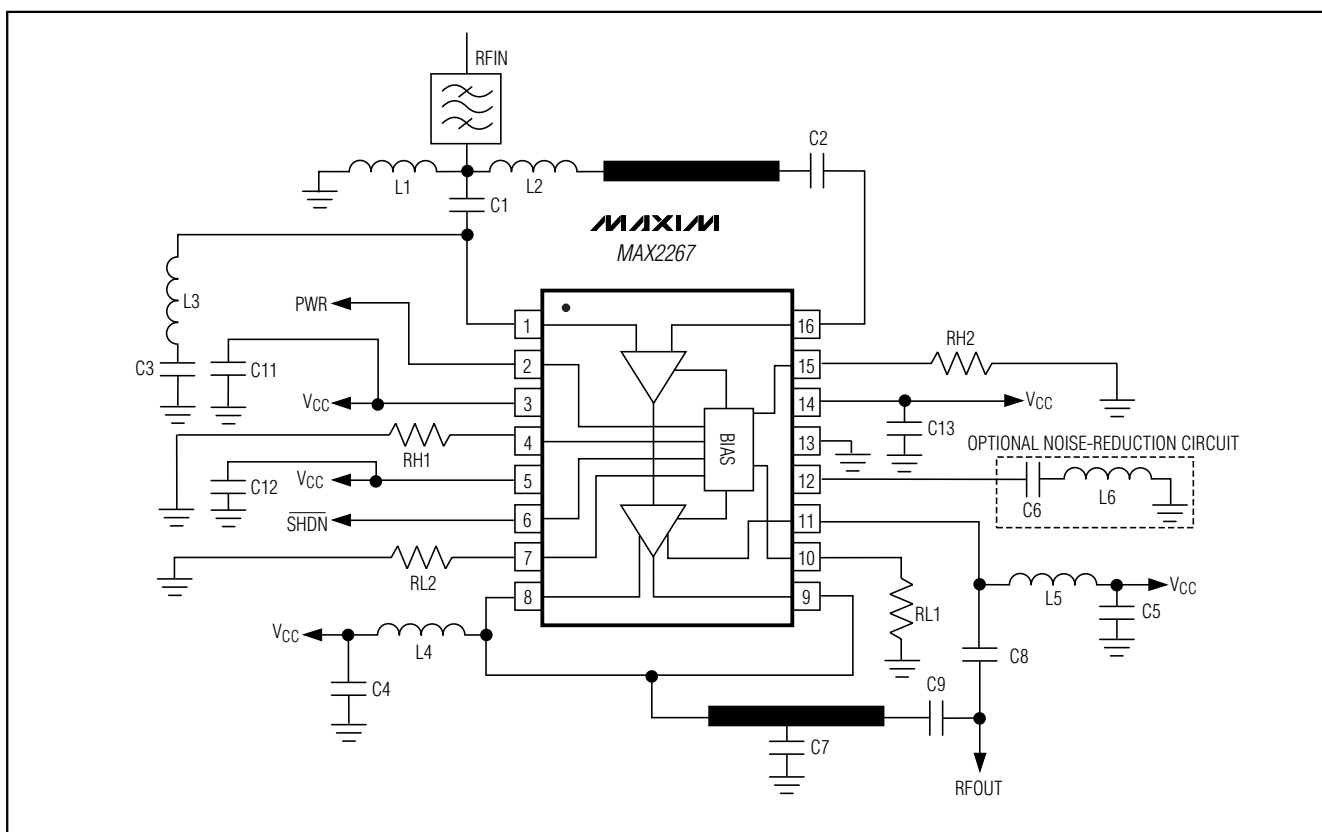 RFIN
C2
L1
L2
C1
MAXIM
MAX2267
L3
PWR
1
16
RH2
C3
C11
2
15
VCC
3
14
VCC
C13
RH1
4
BIAS
13
OPTIONAL NOISE-REDUCTION CIRCUIT
C12
VCC
5
12
C6
L6
SHDN
6
11
RL2
7
10
VCC
8
9
RL1
L5
C5
VCC
L4
C8
C4
C9
C7
RFOUT